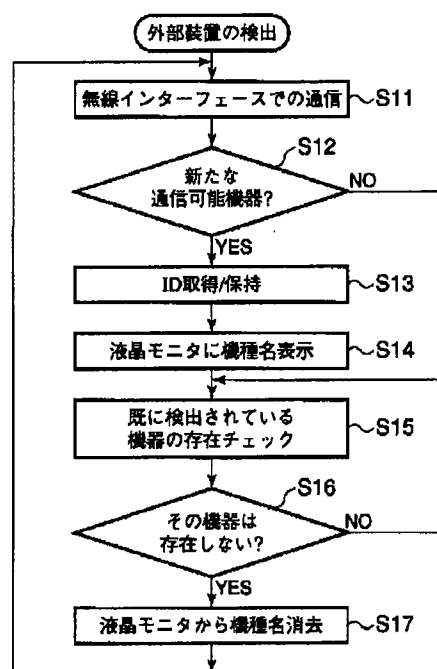 外部装置の検出
無線インターフェースでの通信
S11
S12
新たな
通信可能機器?
NO
YES
ID取得/保持
S13
液晶モニタに機種名表示
S14
既に検出されている
機器の存在チェック
S15
S16
その機器は
存在しない?
NO
YES
液晶モニタから機種名消去
S17